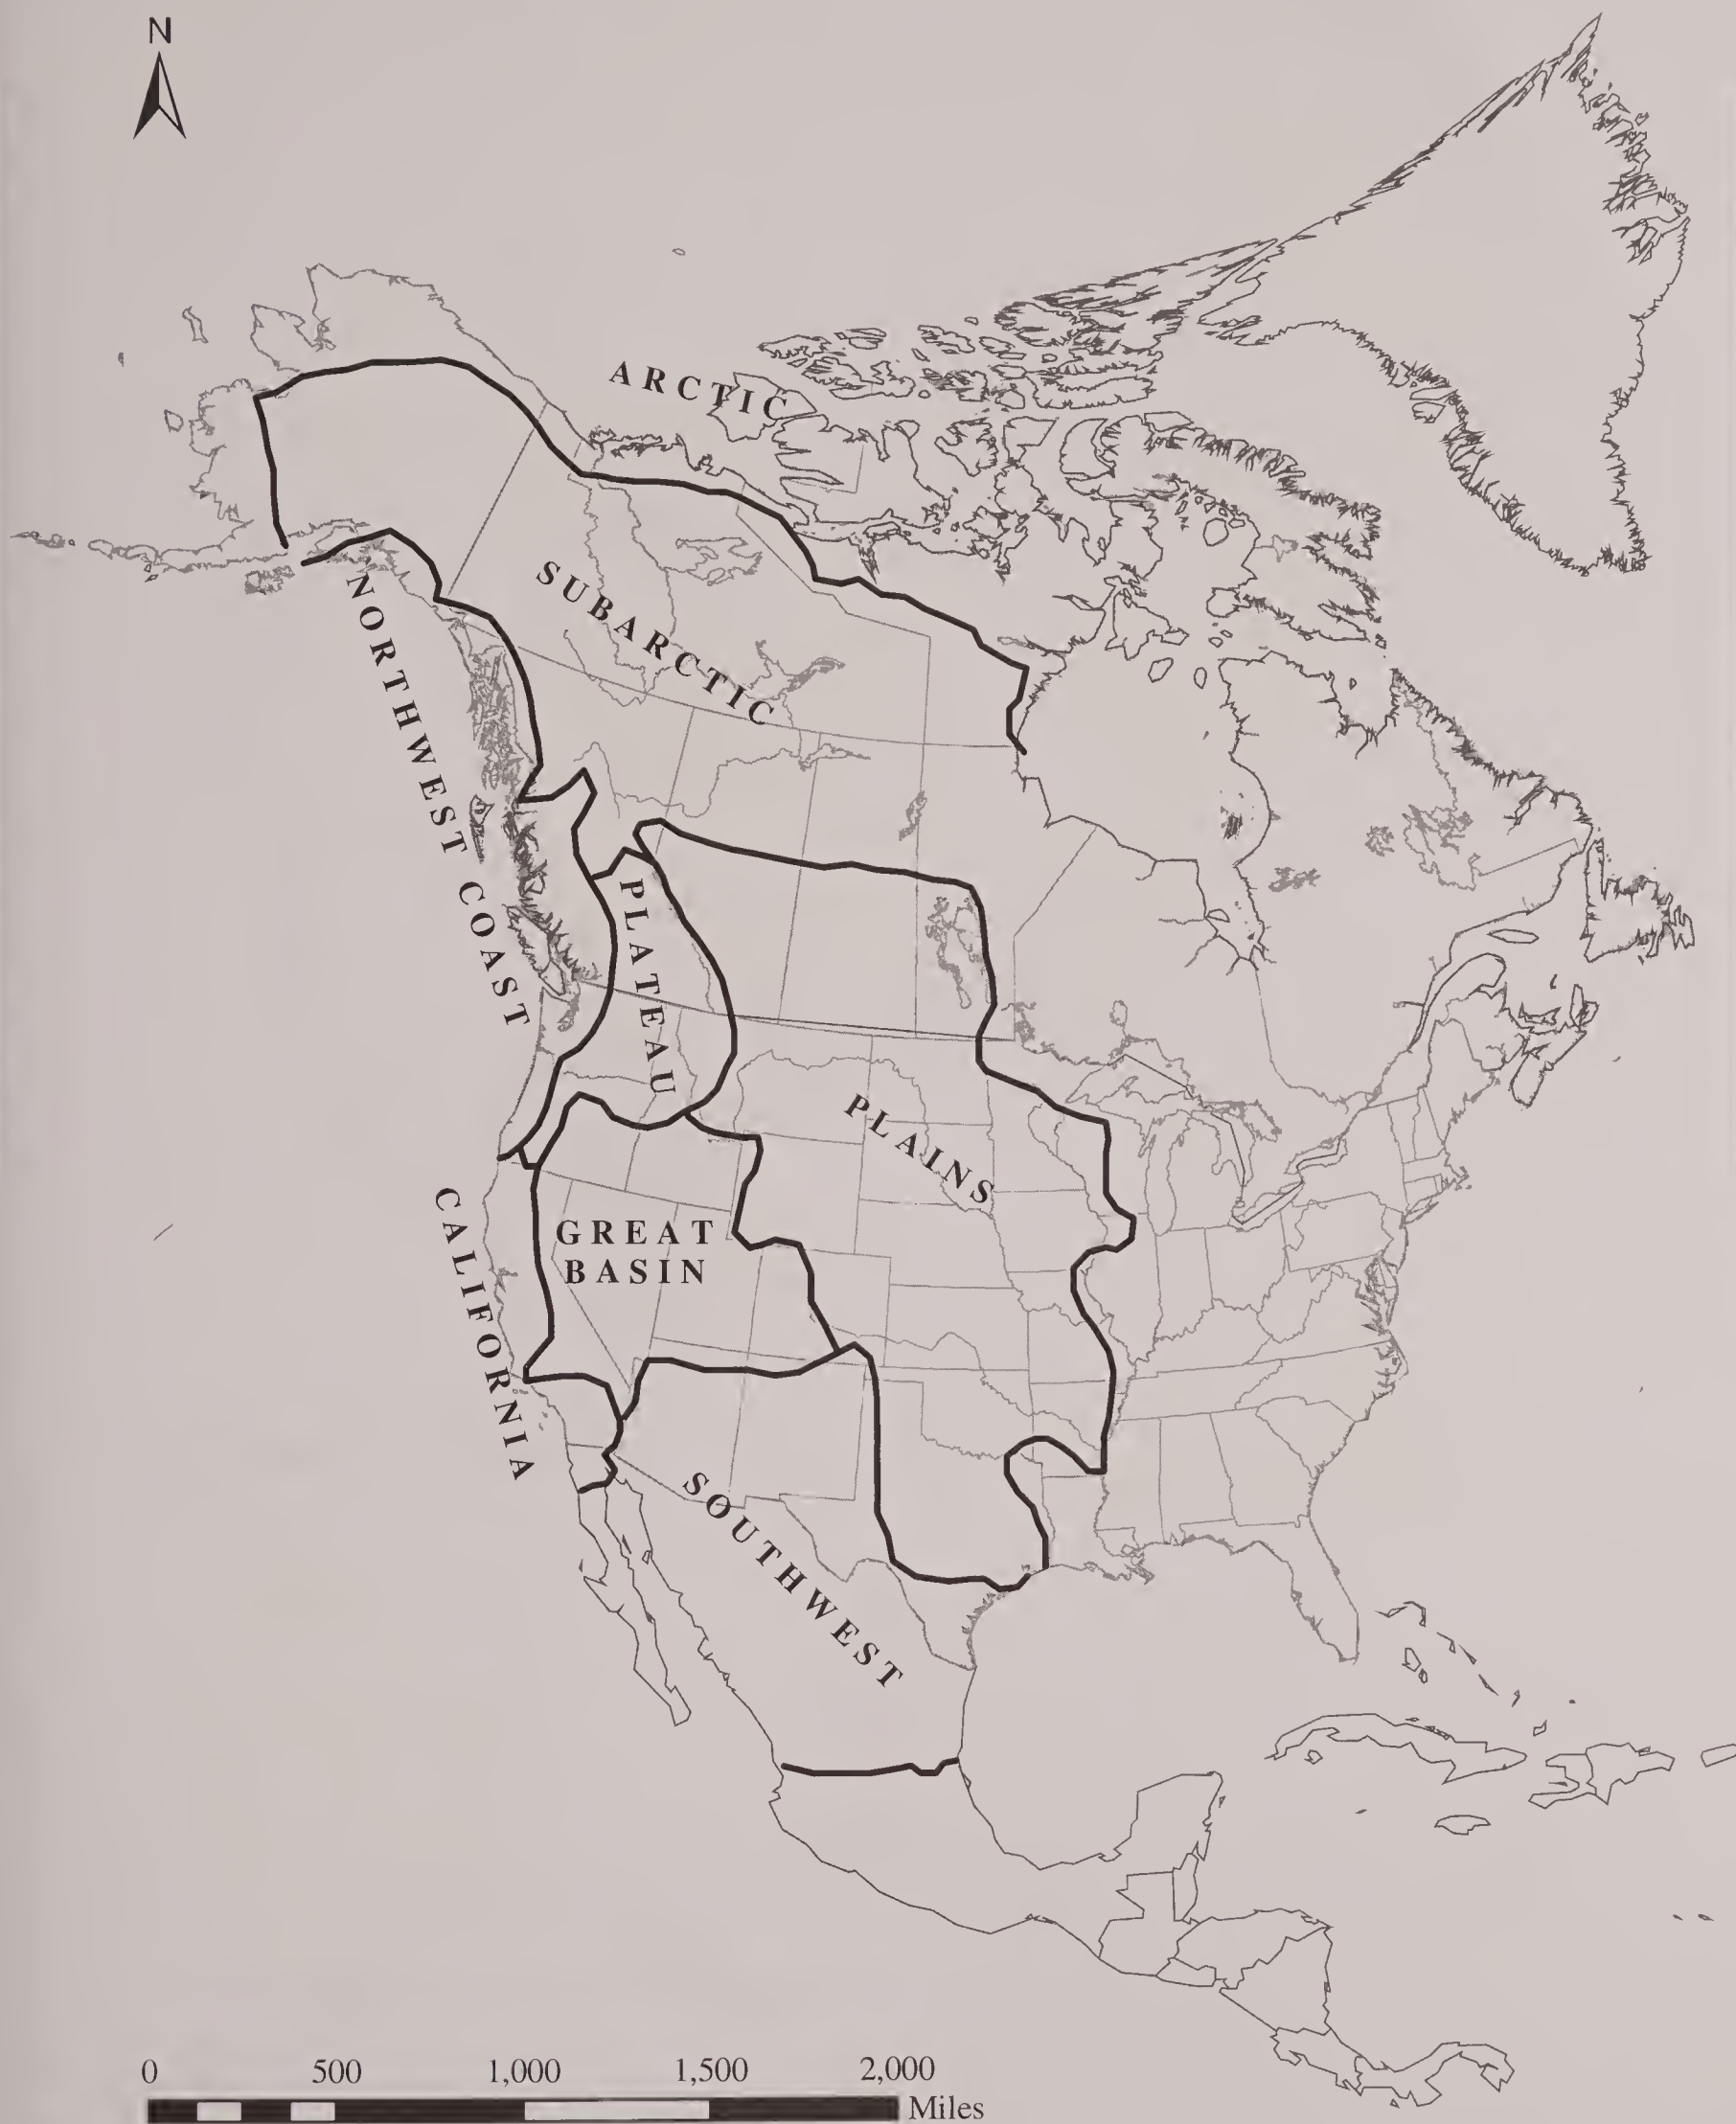 N
ARCTIC
SUBARCTIC
NORTHWEST COAST
PLATEAU
PLAINS
GREAT
BASIN
CALIFORNIA
SOUTHWEST
0 500 1,000 1,500 2,000
Miles